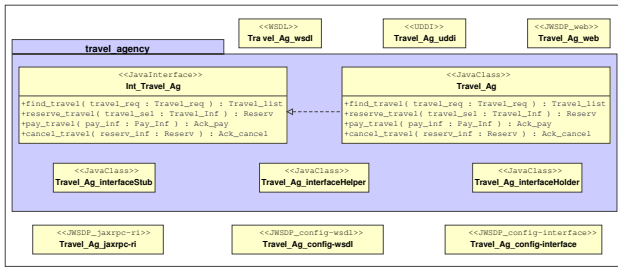 <<WSDL>>
Travel_Ag_wsdl
<<UDDI>>
Travel_Ag_uddi
<<JWSDP_web>>
Travel_Ag_web
travel_agency
<<JavaInterface>>
Int_Travel_Ag
+find_travel( travel_req : Travel_req ) : Travel_list
+reserve_travel( travel_sel : Travel_Inf ) : Reserv
+pay_travel( pay_inf : Pay_Inf ) : Ack_pay
+cancel_travel( reserv_inf : Reserv ) : Ack_cancel
<<JavaClass>>
Travel_Ag
+find_travel( travel_req : Travel_req ) : Travel_list
+reserve_travel( travel_sel : Travel_Inf ) : Reserv
+pay_travel( pay_inf : Pay_Inf ) : Ack_pay
+cancel_travel( reserv_inf : Reserv ) : Ack_cancel
<<JavaClass>>
Travel_Ag_interfaceStub
<<JavaClass>>
Travel_Ag_interfaceHelper
<<JavaClass>>
Travel_Ag_interfaceHolder
<<JWSDP_jaxrpc-ri>>
Travel_Ag_jaxrpc-ri
<<JWSDP_config-wsdl>>
Travel_Ag_config-wsdl
<<JWSDP_config-interface>>
Travel_Ag_config-interface